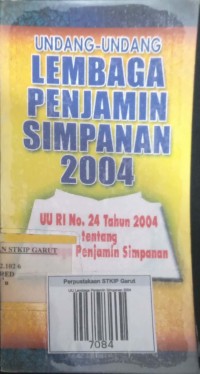 UNDANG-UNDANG
LEMBAGA
PENJAMIN
SIMPANAN
2004
UU RI No. 24 Tahun 2004
tentang
Penjamin Simpanan
AN STKIP GARUT
Perpustakaan STKIP Garut
7084